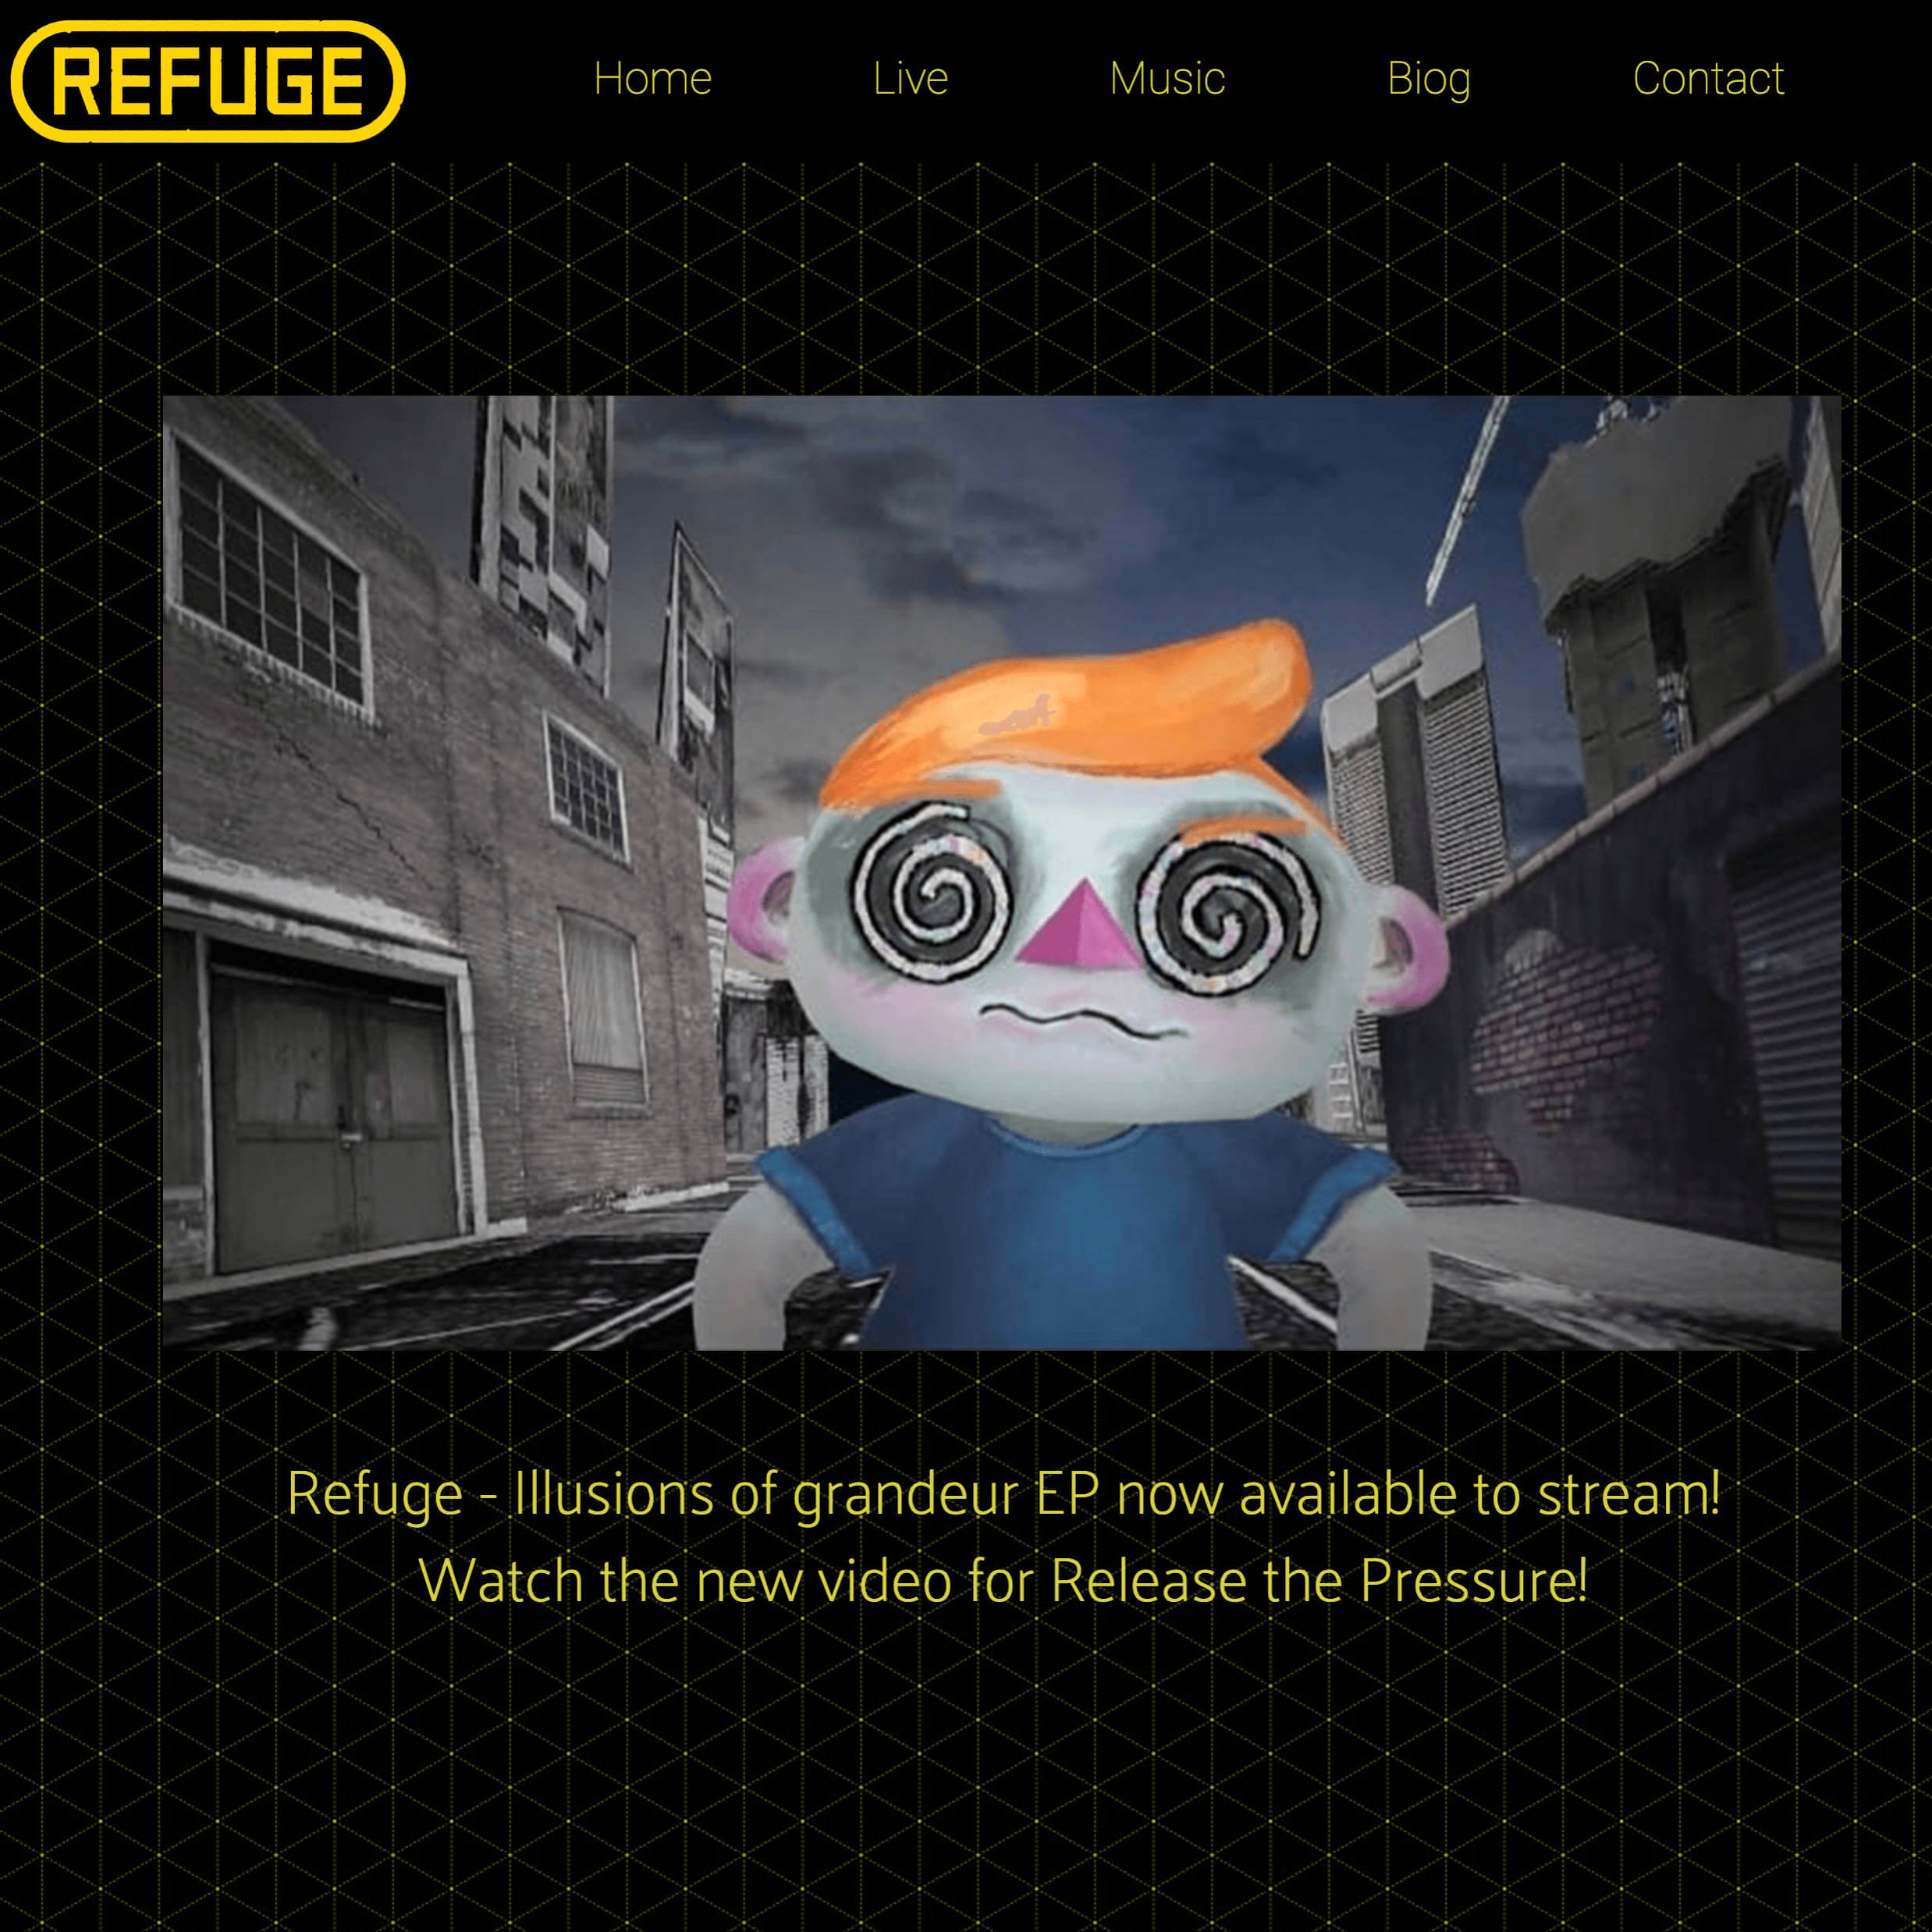 REFUGE
Home Live Music Biog Contact
Refuge - Illusions of grandeur EP now available to stream!
Watch the new video for Release the Pressure!